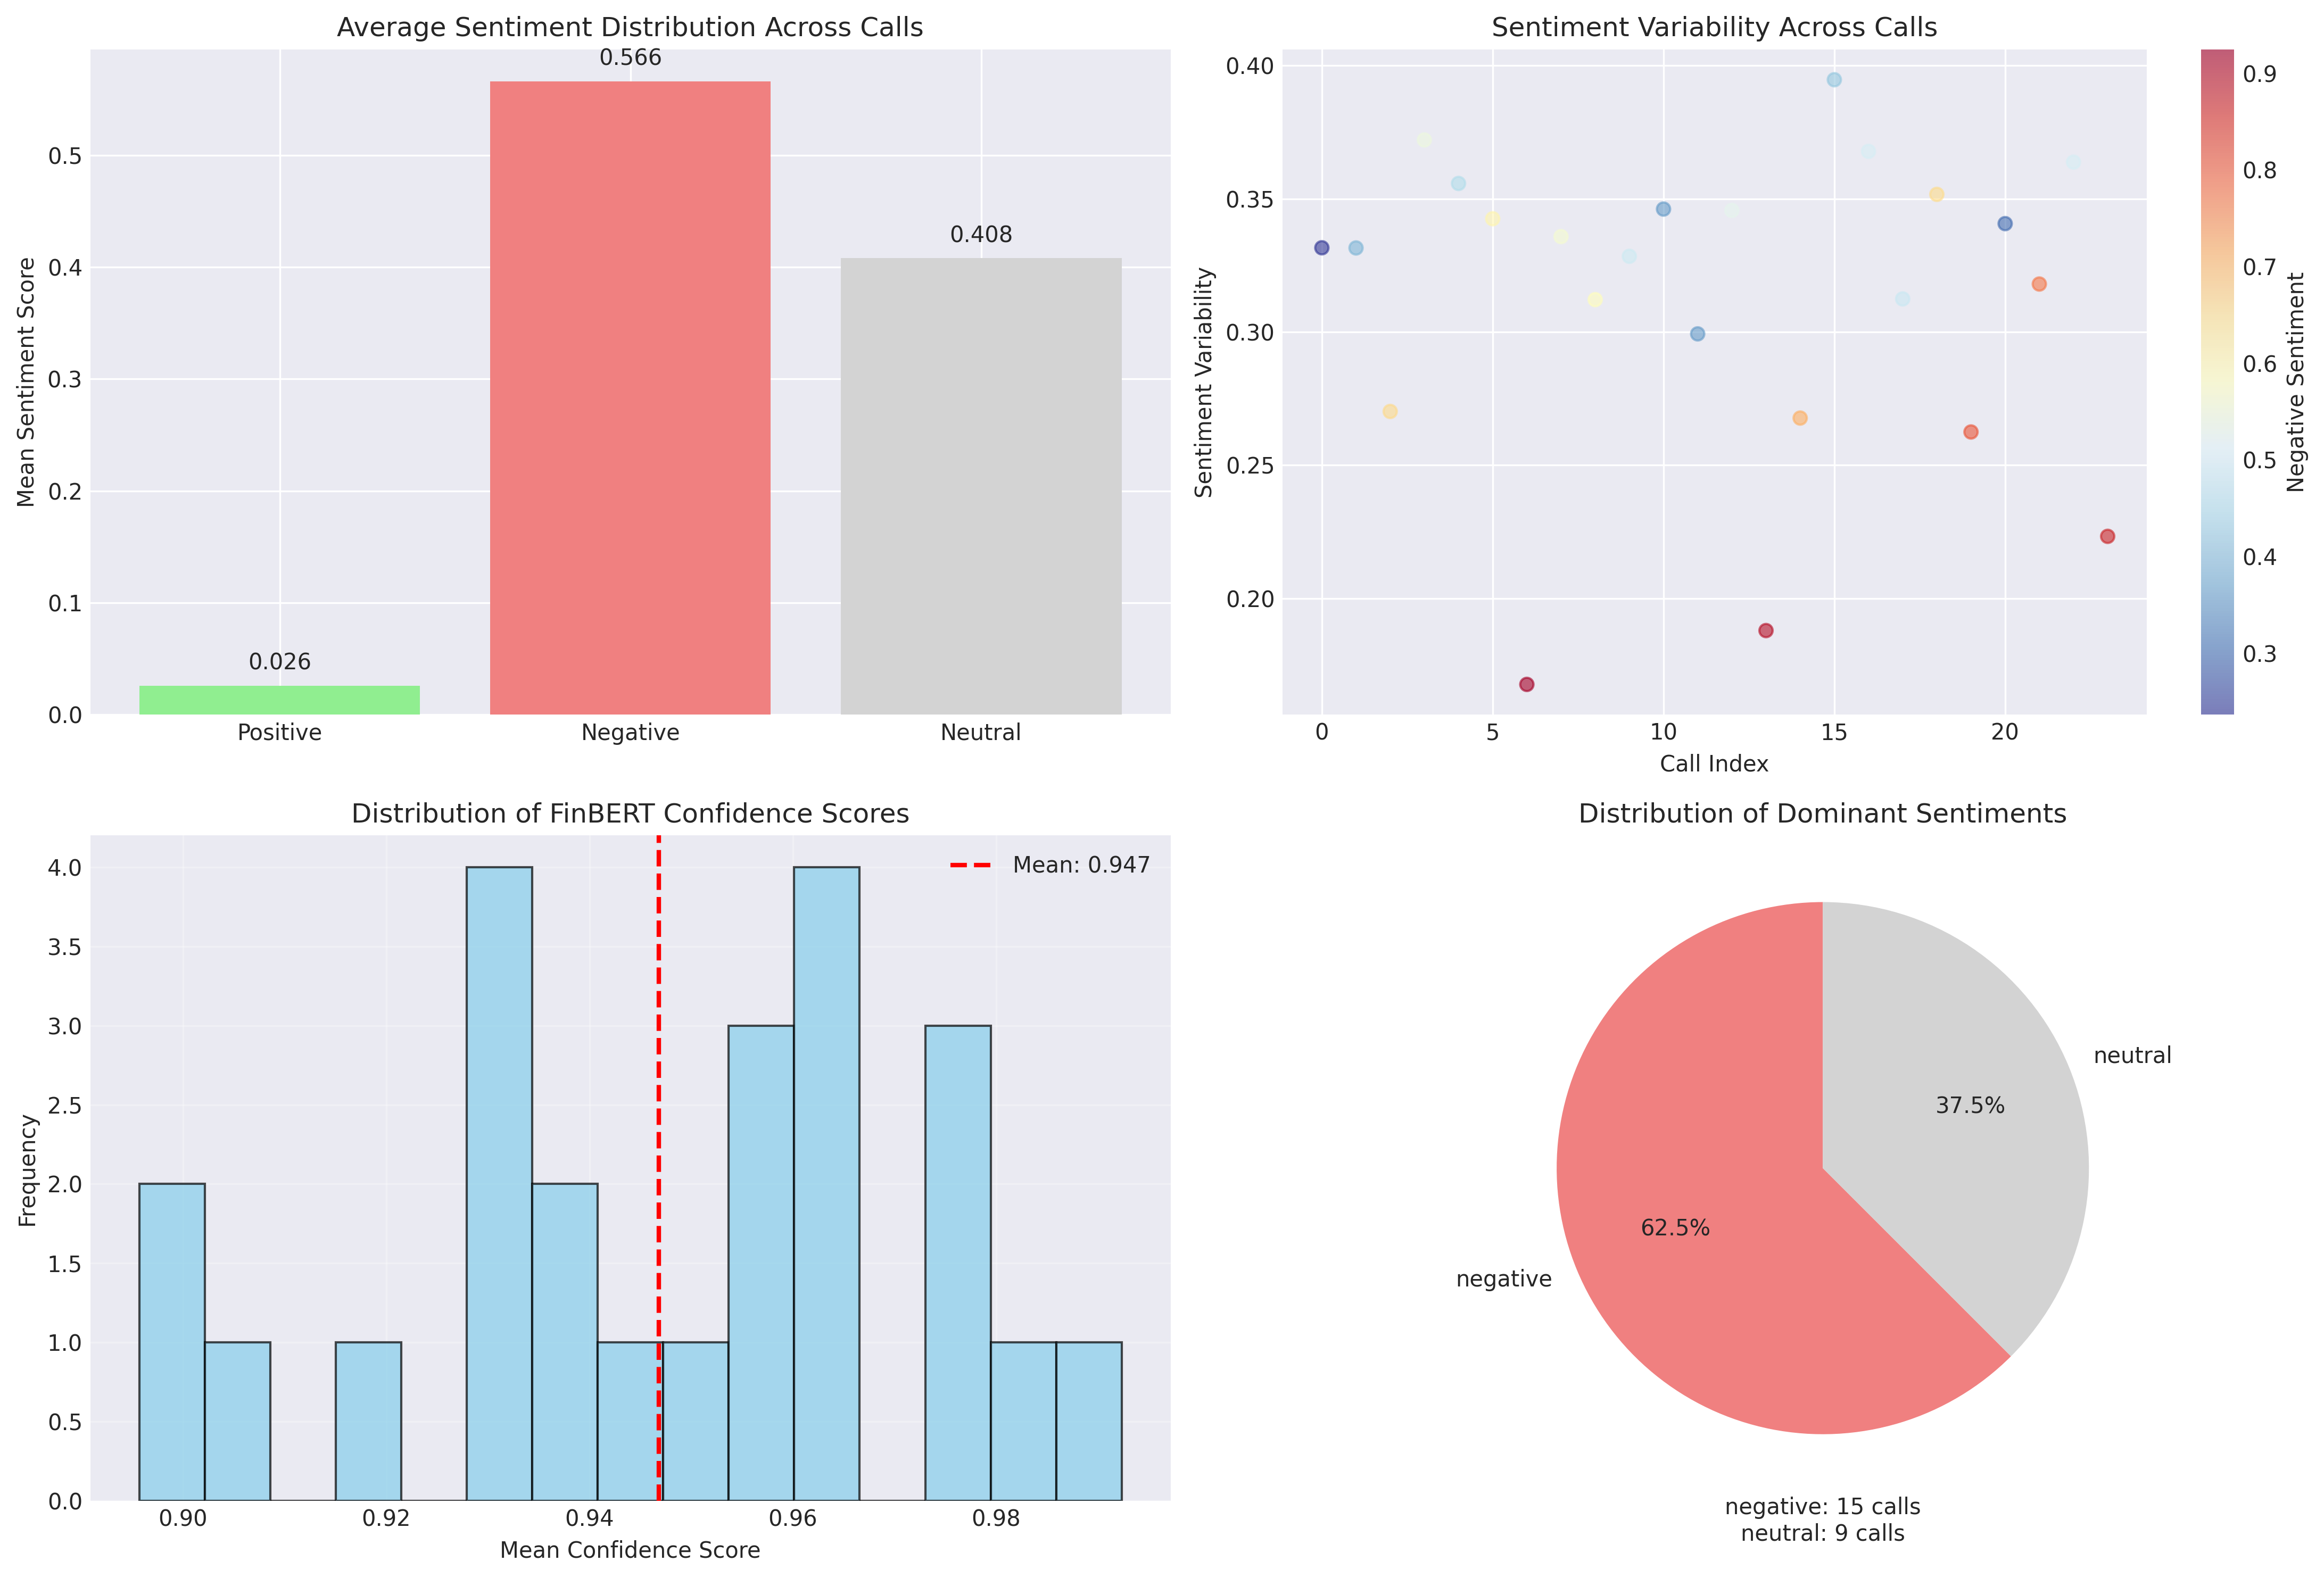 Average Sentiment Distribution Across Calls
Mean Sentiment Score
0.5
0.4
0.3
0.2
0.1
0.0
0.026
0.566
0.408
Positive
Negative
Neutral
Sentiment Variability Across Calls
Sentiment Variability
0.40
0.35
0.30
0.25
0.20
0
5
10
15
20
Call Index
0.9
0.8
0.7
0.6
0.5
0.4
0.3
Negative Sentiment
Distribution of FinBERT Confidence Scores
Frequency
4.0
3.5
3.0
2.5
2.0
1.5
1.0
0.5
0.0
Mean: 0.947
0.90
0.92
0.94
0.96
0.98
Mean Confidence Score
Distribution of Dominant Sentiments
neutral
37.5%
62.5%
negative
negative: 15 calls
neutral: 9 calls